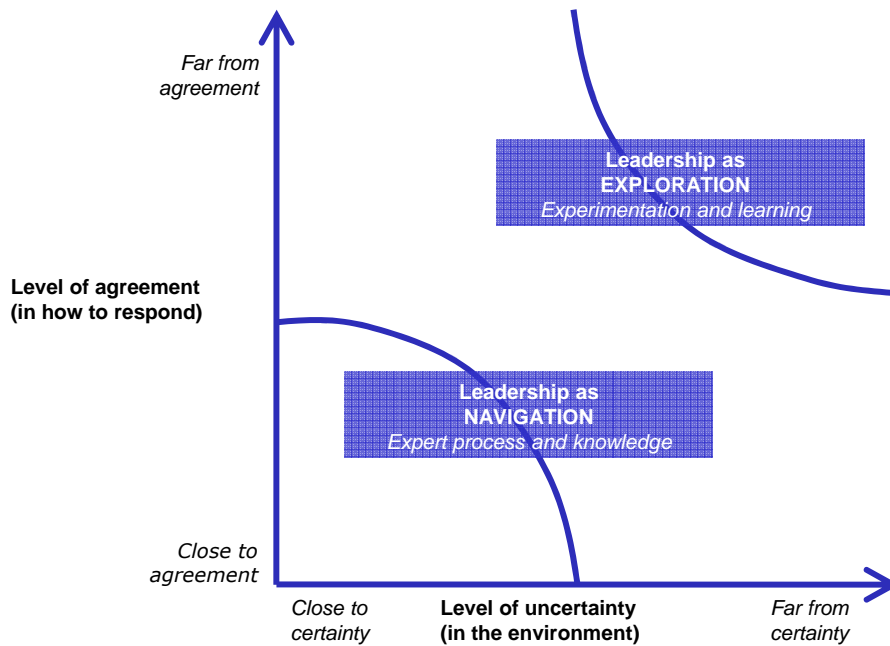 Far from
agreement
Leadership as
EXPLORATION
Experimentation and learning
Level of agreement
(in how to respond)
Leadership as
NAVIGATION
Expert process and knowledge
Close to
agreement
Close to
certainty
Level of uncertainty
(in the environment)
Far from
certainty